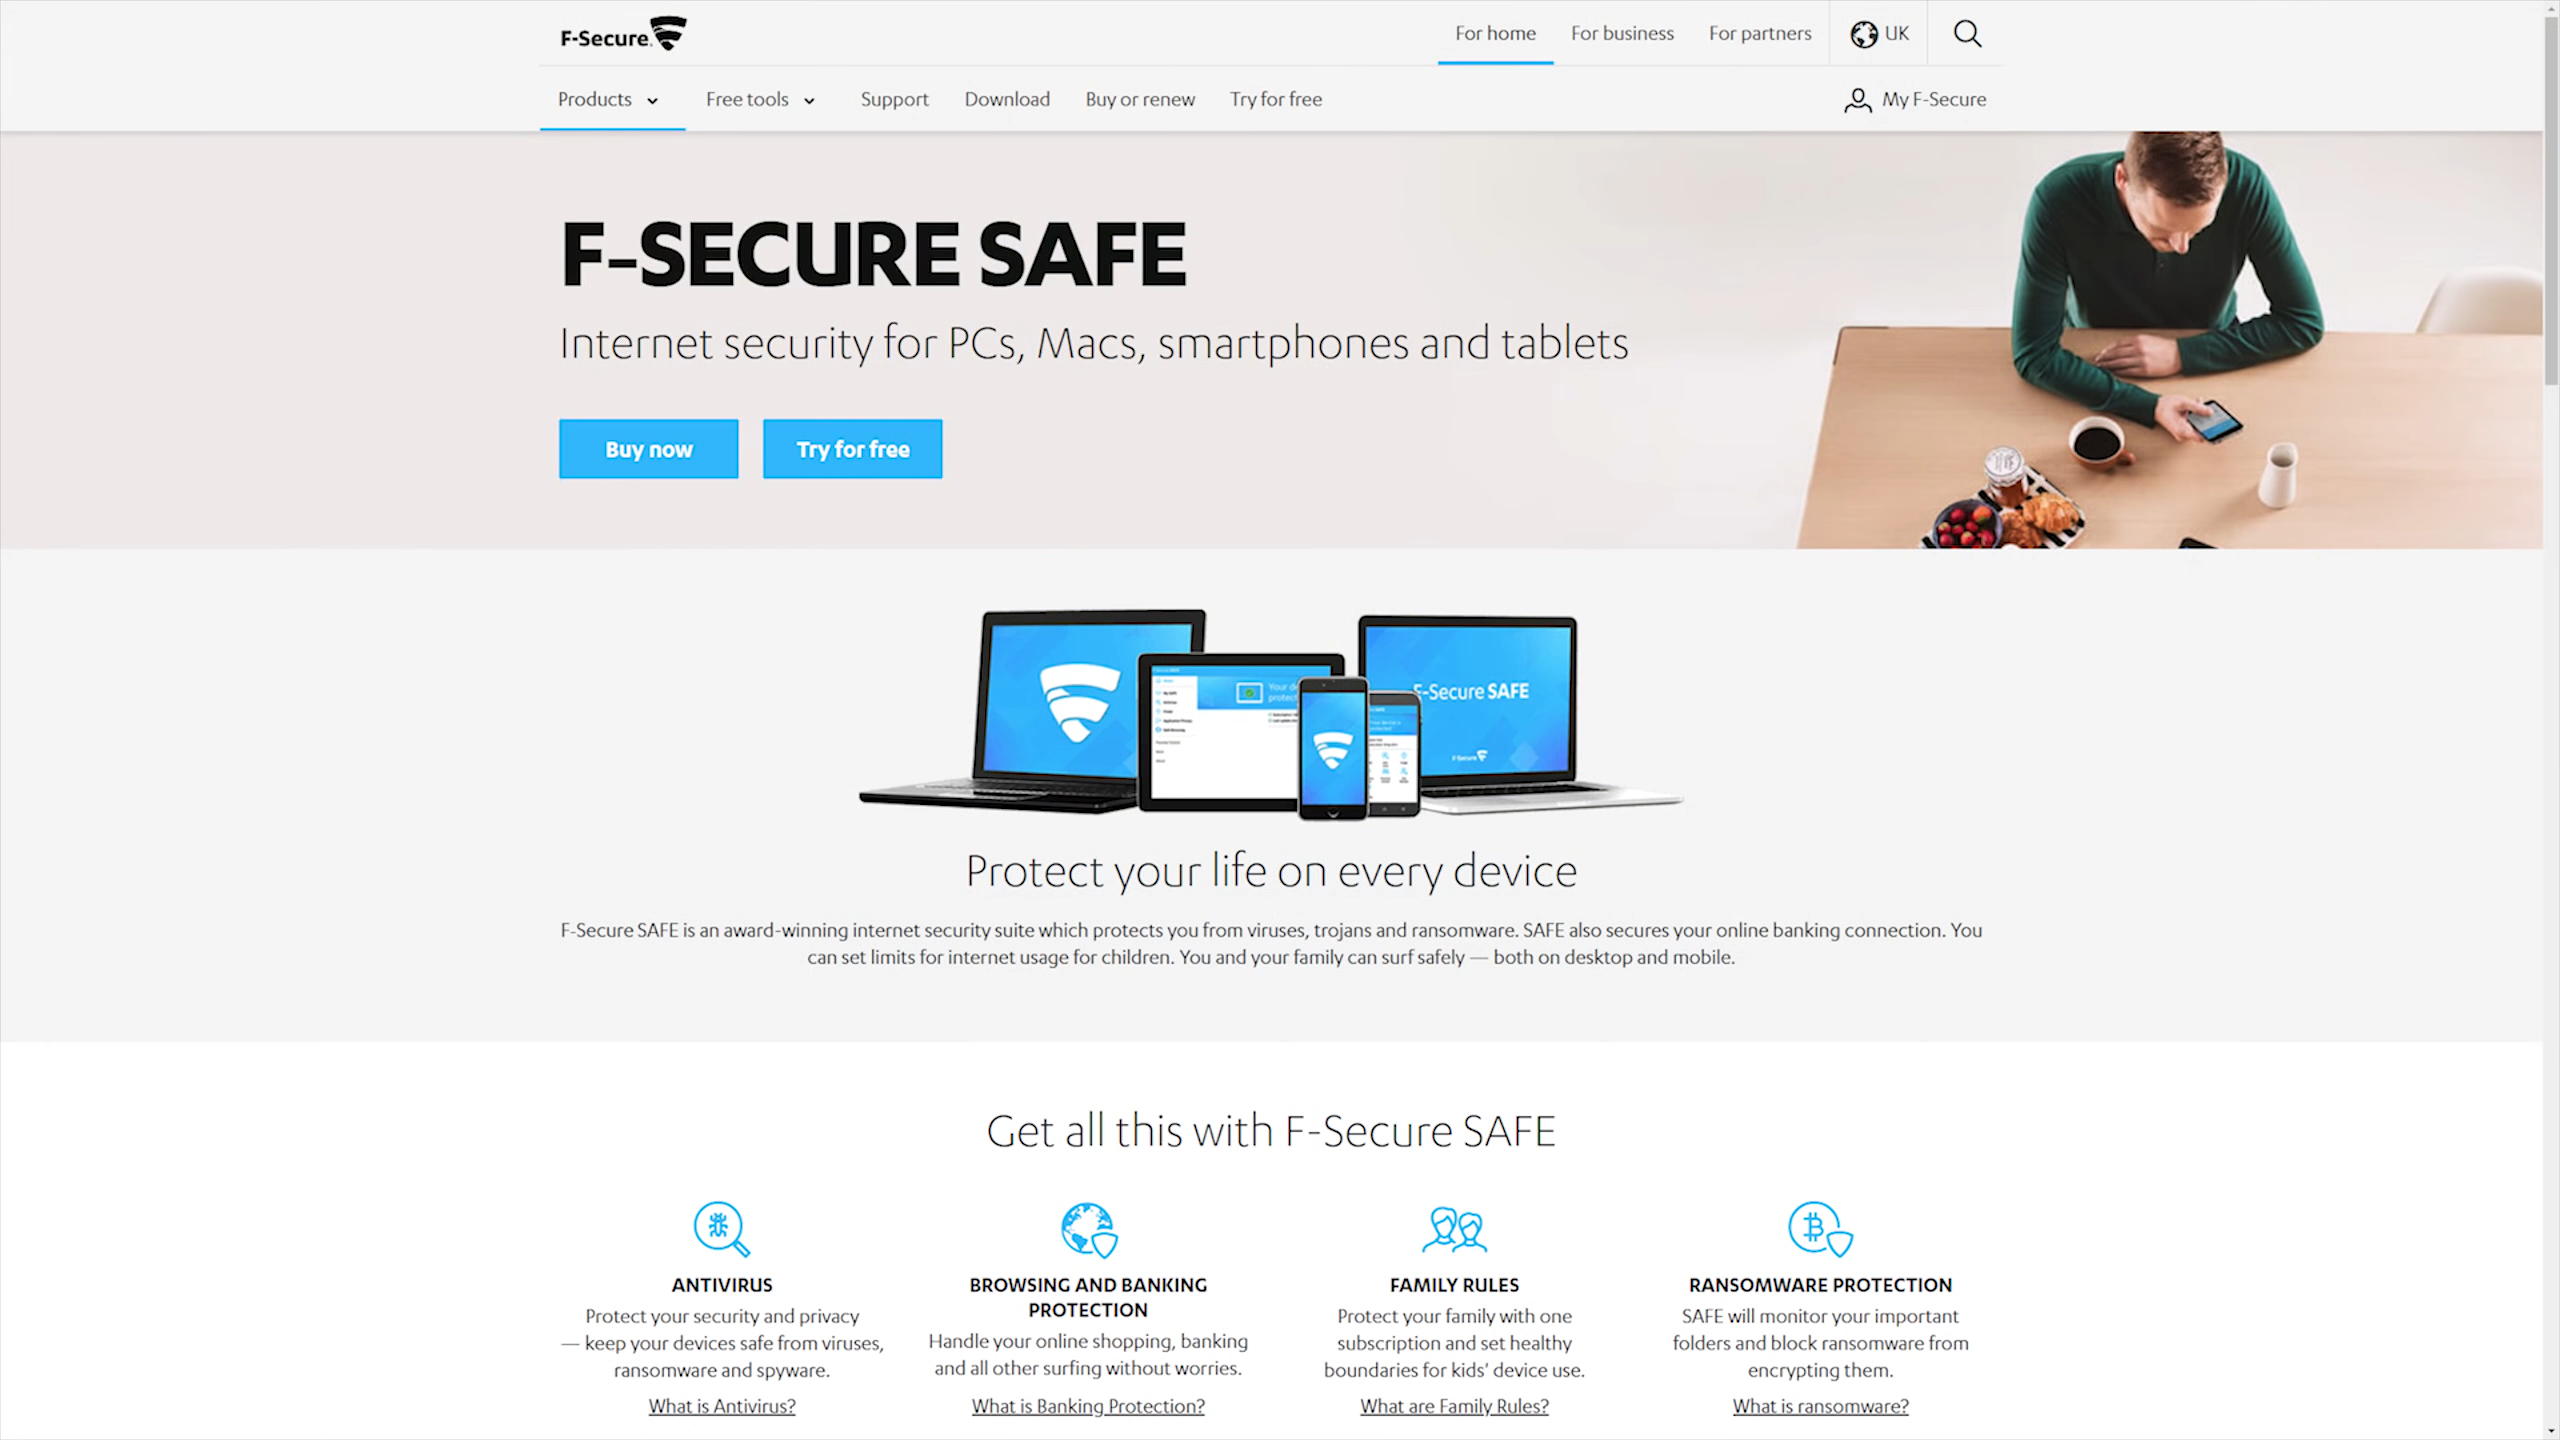 F-Secure.
For home
For business
For partners
UK
Products
Free tools
Support
Download
Buy or renew
Try for free
My F-Secure
F-SECURE SAFE
Internet security for PCs, Macs, smartphones and tablets
Buy now
Try for free
F-Secure SAFE
F-Secure
Protect your life on every device
F-Secure SAFE is an award-winning internet security suite which protects you from viruses, trojans and ransomware. SAFE also secures your online banking connection. You
can set limits for internet usage for children. You and your family can surf safely — both on desktop and mobile.
Get all this with F-Secure SAFE
ANTIVIRUS
Protect your security and privacy
— keep your devices safe from viruses,
ransomware and spyware.
What is Antivirus?
BROWSING AND BANKING
PROTECTION
Handle your online shopping, banking
and all other surfing without worries.
What is Banking Protection?
FAMILY RULES
Protect your family with one
subscription and set healthy
boundaries for kids' device use.
What are Family Rules?
RANSOMWARE PROTECTION
SAFE will monitor your important
folders and block ransomware from
encrypting them.
What is ransomware?